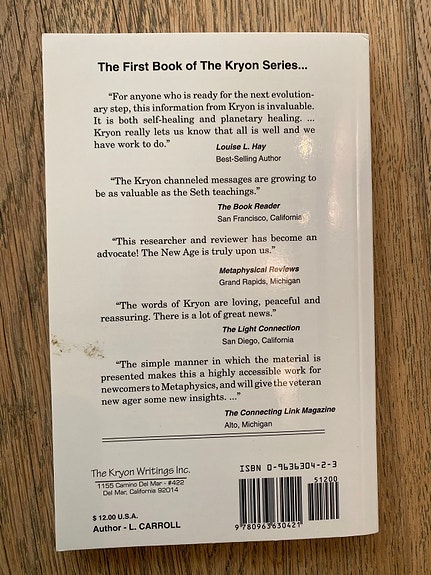 The First Book of The Kryon Series...
"For anyone who is ready for the next evolution-
ary step, this information from Kryon is invaluable.
It is both self-healing and planetary healing. ...
Kryon really lets us know that all is well and we
have work to do."
Louise L. Hay
Best-Selling Author
"The Kryon channeled messages are growing to
be as valuable as the Seth teachings."
The Book Reader
San Francisco, California
"This researcher and reviewer has become an
advocate! The New Age is truly upon us."
Metaphysical Reviews
Grand Rapids, Michigan
"The words of Kryon are loving, peaceful and
reassuring. There is a lot of great news."
The Light Connection
San Diego, California
"The simple manner in which the material is
presented makes this a highly accessible work for
newcomers to Metaphysics, and will give the veteran
new ager some new insights. ..."
The Connecting Link Magazine
Alto, Michigan
The Kryon Writings Inc.
1155 Camino Del Mar - #422
Del Mar, California 92014
$ 12.00 U.S.A.
Author - L. CARROLL
ISBN 0-9636304-2-3
51200
9 780963 630421